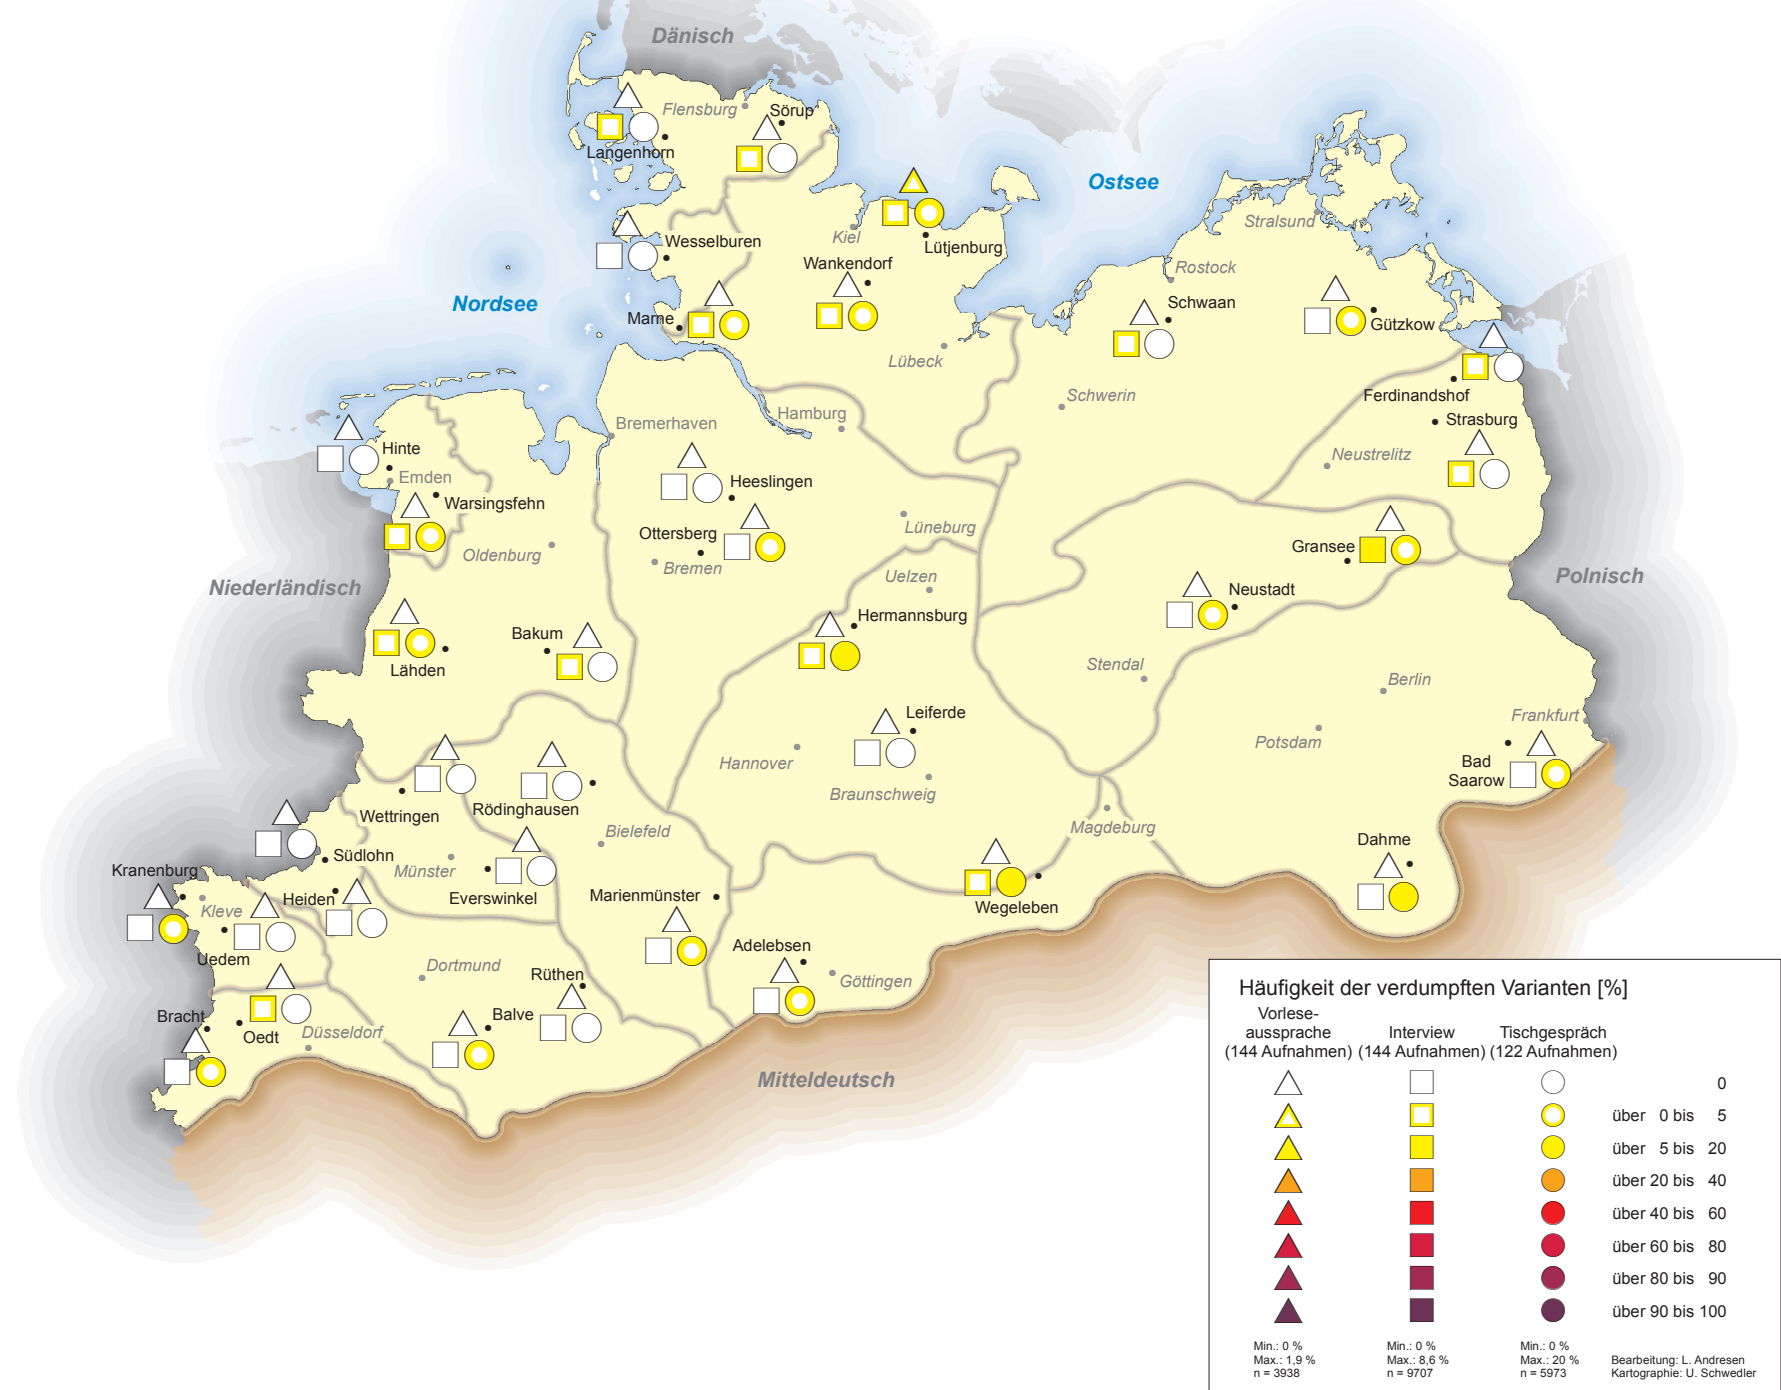 Dänisch
Flensburg
Sörup
Langenhorn
Ostsee
Stralsund
Wesselburen
Kiel
Lütjenburg
Wankendorf
Rostock
Nordsee
Schwaan
Marne
Gützkow
Lübeck
Schwerin
Ferdinandshof
Hamburg
Strasburg
Bremerhaven
Hinte
Neustrelitz
Emden
Heeslingen
Warsingsfehn
Lüneburg
Ottersberg
Gransee
Oldenburg
Bremen
Uelzen
Polnisch
Niederländisch
Neustadt
Hermannsburg
Bakum
Stendal
Lähden
Berlin
Leiferde
Frankfurt
Potsdam
Hannover
Bad
Saarow
Braunschweig
Wettringen
Rödinghausen
Bielefeld
Magdeburg
Dahme
Südlohn
Kranenburg
Münster
Everswinkel
Marienmünster
Heiden
Kleve
Wegeleben
Adelebsen
Uedem
Dortmund
Rüthen
Göttingen
Bracht
Balve
Oedt
Düsseldorf
Mitteldeutsch
Häufigkeit der verdumpften Varianten [%]
Vorlese-
aussprache Interview Tischgespräch
(144 Aufnahmen) (144 Aufnahmen) (122 Aufnahmen)
0
über 0 bis 5
über 5 bis 20
über 20 bis 40
über 40 bis 60
über 60 bis 80
über 80 bis 90
über 90 bis 100
Min.: 0 % Min.: 0 % Min.: 0 %
Max.: 1,9 % Max.: 8,6 % Max.: 20 % Bearbeitung: L. Andresen
n = 3938 n = 9707 n = 5973 Kartographie: U. Schwedler